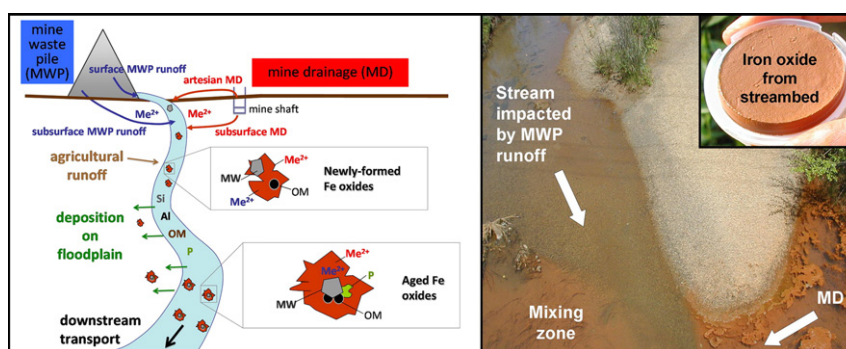 mine
waste
pile
(MWP)
surface MWP runoff
artesian MD
mine drainage (MD)
Me²⁺
Me²⁺
mine shaft
subsurface MWP runoff
subsurface MD
agricultural
runoff
MW
Me²⁺
OM
Me²⁺
Newly-formed
Fe oxides
Si
Al
OM
P
deposition
on
floodplain
Me²⁺
Me²⁺
P
MW
OM
Aged Fe
oxides
downstream
transport
Stream
impacted
by MWP
runoff
Iron oxide
from
streambed
Mixing
zone
MD